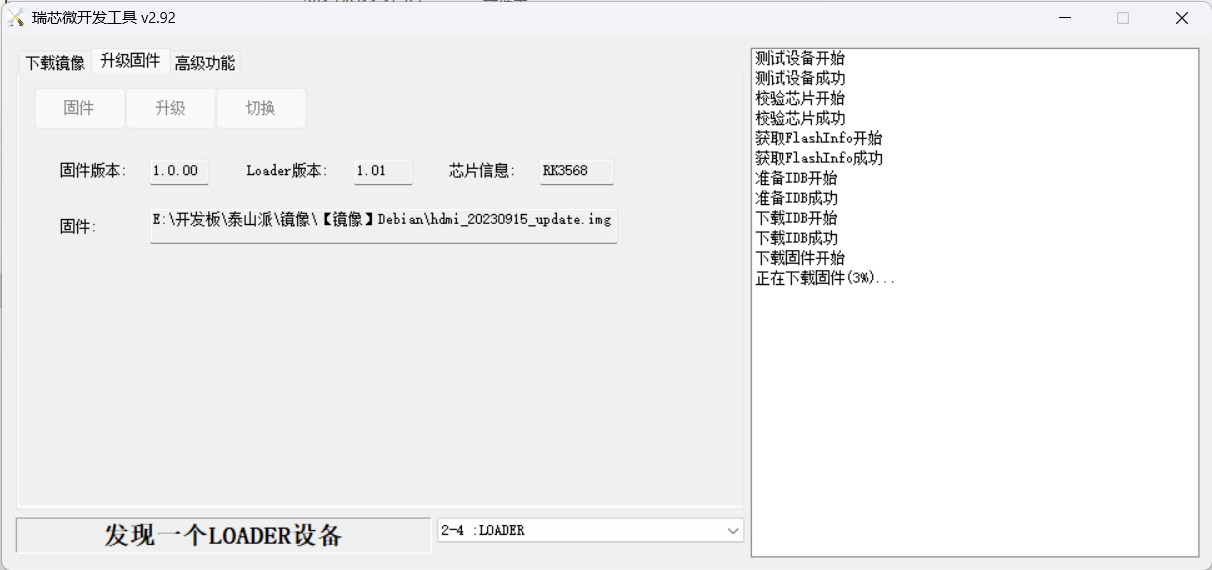 瑞芯微开发工具 v2.92
下载镜像 升级固件 高级功能
固件 升级 切换
固件版本: 1.0.00 Loader版本: 1.01 芯片信息: RK3568
固件: E:\开发板\泰山派\镜像\【镜像】Debian\hdmi_20230915_update.img
发现一个LOADER设备 2-4 :LOADER
测试设备开始
测试设备成功
校验芯片开始
校验芯片成功
获取FlashInfo开始
获取FlashInfo成功
准备IDB开始
准备IDB成功
下载IDB开始
下载IDB成功
下载固件开始
正在下载固件(3%)...